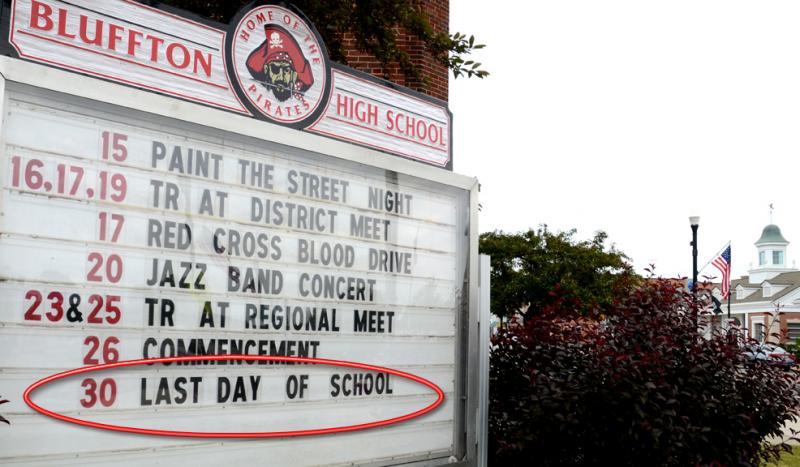 BLUFFTON
HOME OF THE
PIRATES
HIGH SCHOOL
15 PAINT THE STREET NIGHT
16,17,19 TR AT DISTRICT MEET
17 RED CROSS BLOOD DRIVE
20 JAZZ BAND CONCERT
23&25 TR AT REGIONAL MEET
26 COMMENCEMENT
30 LAST DAY OF SCHOOL